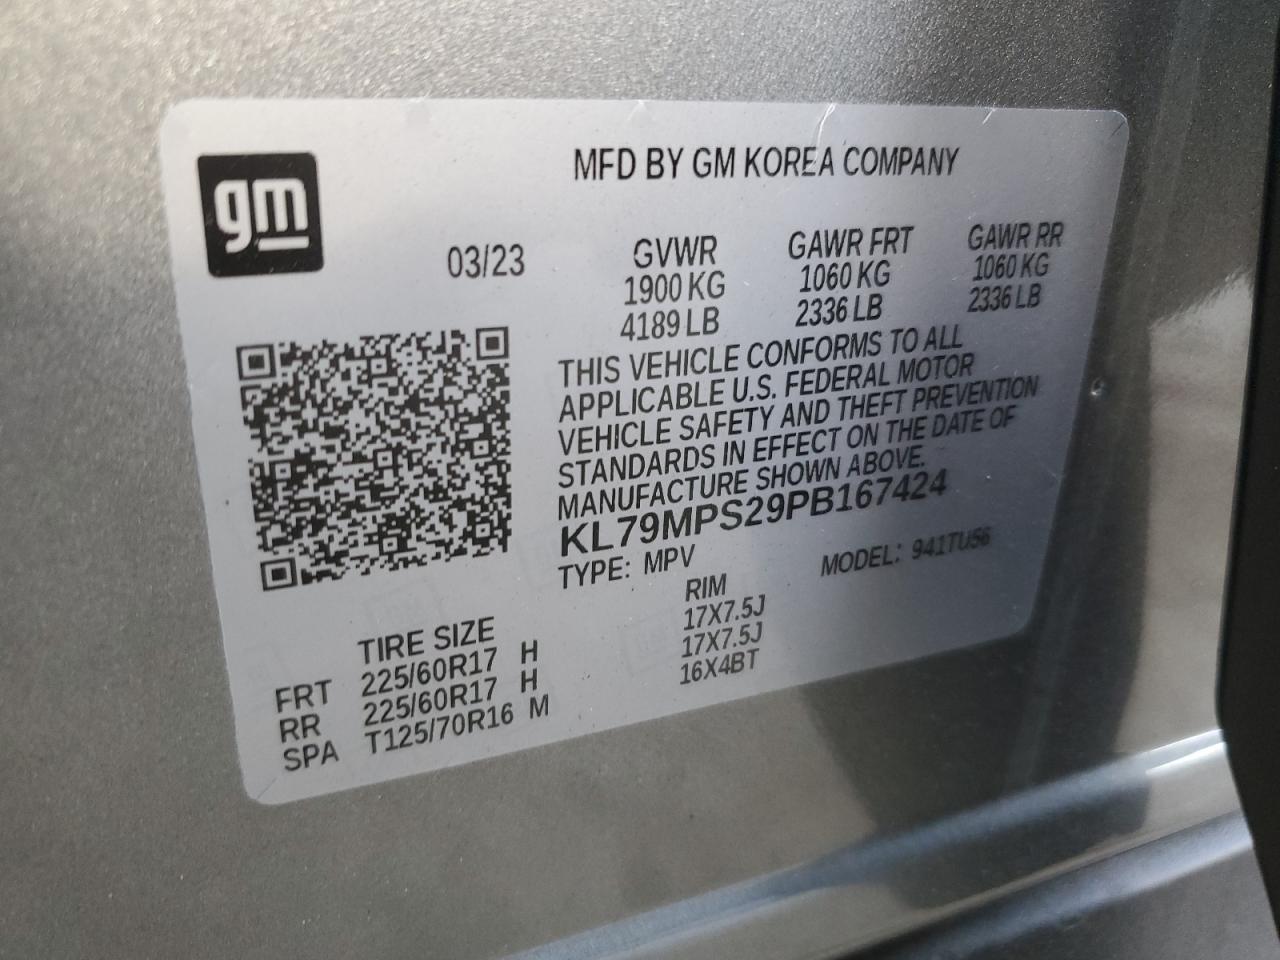 gm
MFD BY GM KOREA COMPANY
03/23
GVWR GAWR FRT GAWR RR
1900 KG 1060 KG 1060 KG
4189 LB 2336 LB 2336 LB
THIS VEHICLE CONFORMS TO ALL
APPLICABLE U.S. FEDERAL MOTOR
VEHICLE SAFETY AND THEFT PREVENTION
STANDARDS IN EFFECT ON THE DATE OF
MANUFACTURE SHOWN ABOVE.
KL79MPS29PB167424
TYPE: MPV MODEL: 941TUS6
TIRE SIZE RIM
FRT 225/60R17 H 17X7.5J
RR 225/60R17 H 17X7.5J
SPA T125/70R16 M 16X4BT